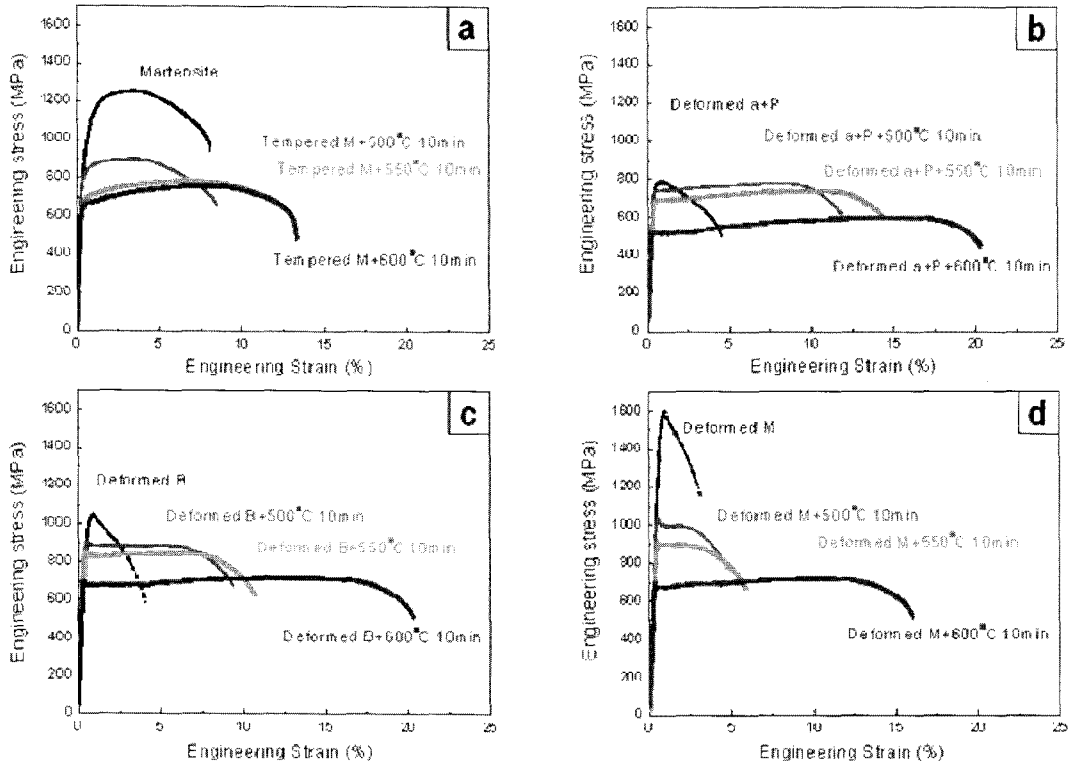 a
Engineering stress (MPa)
1600
1400
1200
1000
800
600
400
200
0
Martensite
Tempered M+500°C 10min
Tempered M+550°C 10min
Tempered M+600°C 10min
0 5 10 15 20 25
Engineering Strain (%)
b
Engineering stress (MPa)
1600
1400
1200
1000
800
600
400
200
0
Deformed a+P
Deformed a+P+500°C 10min
Deformed a+P+550°C 10min
Deformed a+P+600°C 10min
0 5 10 15 20 25
Engineering Strain (%)
c
Engineering stress (MPa)
1600
1400
1200
1000
800
600
400
200
0
Deformed B
Deformed B+500°C 10min
Deformed B+550°C 10min
Deformed B+600°C 10min
0 5 10 15 20 25
Engineering Strain (%)
d
Engineering stress (MPa)
1600
1400
1200
1000
800
600
400
200
0
Deformed M
Deformed M+500°C 10min
Deformed M+550°C 10min
Deformed M+600°C 10min
0 5 10 15 20 25
Engineering Strain (%)